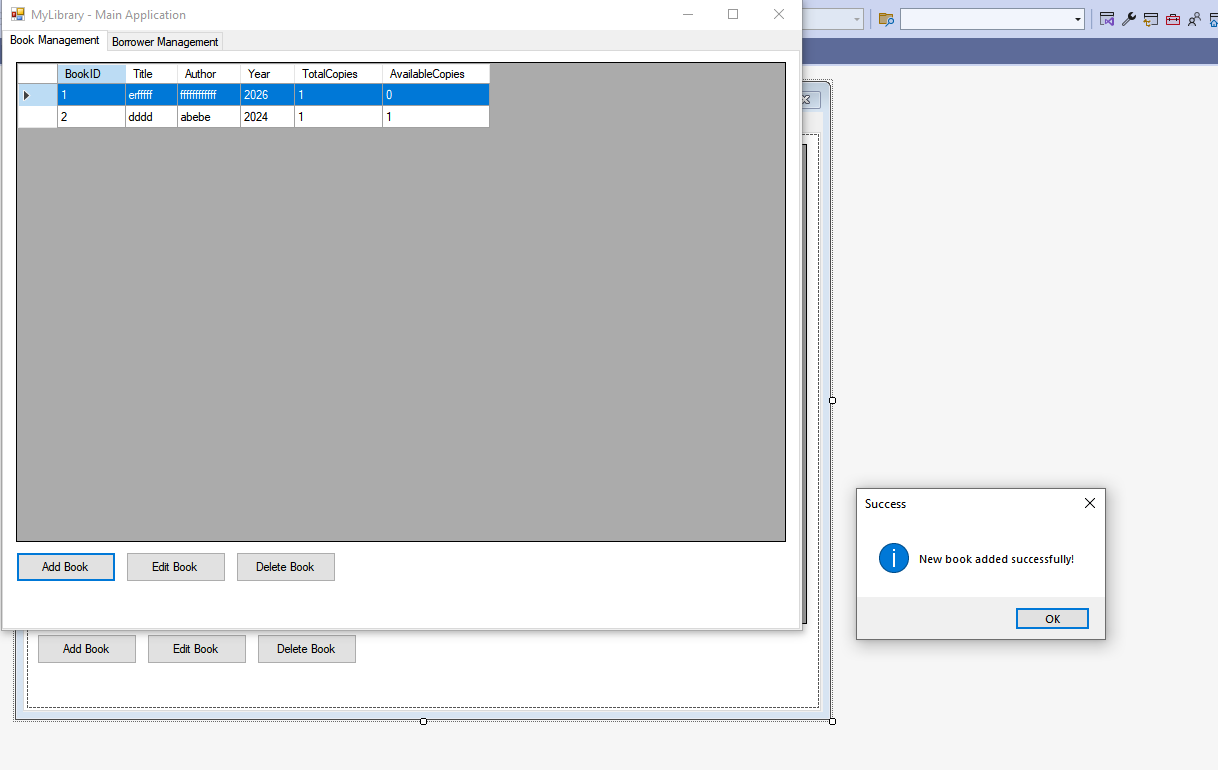 MyLibrary - Main Application
Book Management Borrower Management
BookID Title Author Year TotalCopies AvailableCopies
1 erfffff ffffffffffff 2026 1 0
2 dddd abebe 2024 1 1
Add Book Edit Book Delete Book
Success
New book added successfully!
OK
Add Book Edit Book Delete Book